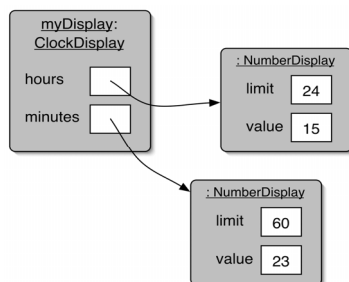 myDisplay:
ClockDisplay
hours
minutes
: NumberDisplay
limit 24
value 15
: NumberDisplay
limit 60
value 23